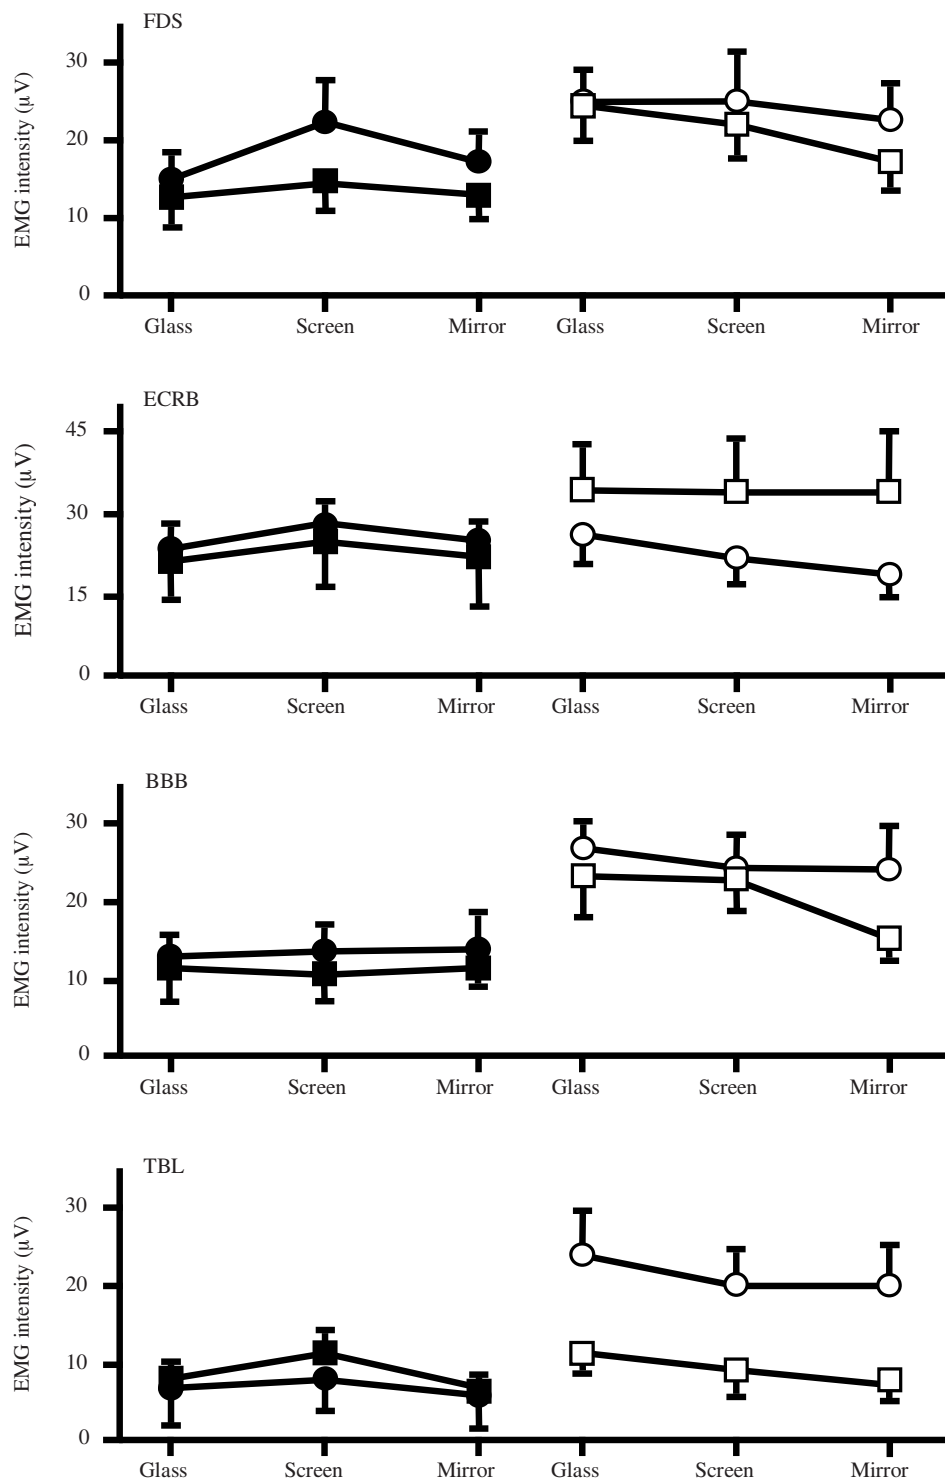 FDS
EMG intensity (μV)
30
20
10
0
Glass Screen Mirror Glass Screen Mirror
ECRB
EMG intensity (μV)
45
30
15
0
Glass Screen Mirror Glass Screen Mirror
BBB
EMG intensity (μV)
30
20
10
0
Glass Screen Mirror Glass Screen Mirror
TBL
EMG intensity (μV)
30
20
10
0
Glass Screen Mirror Glass Screen Mirror